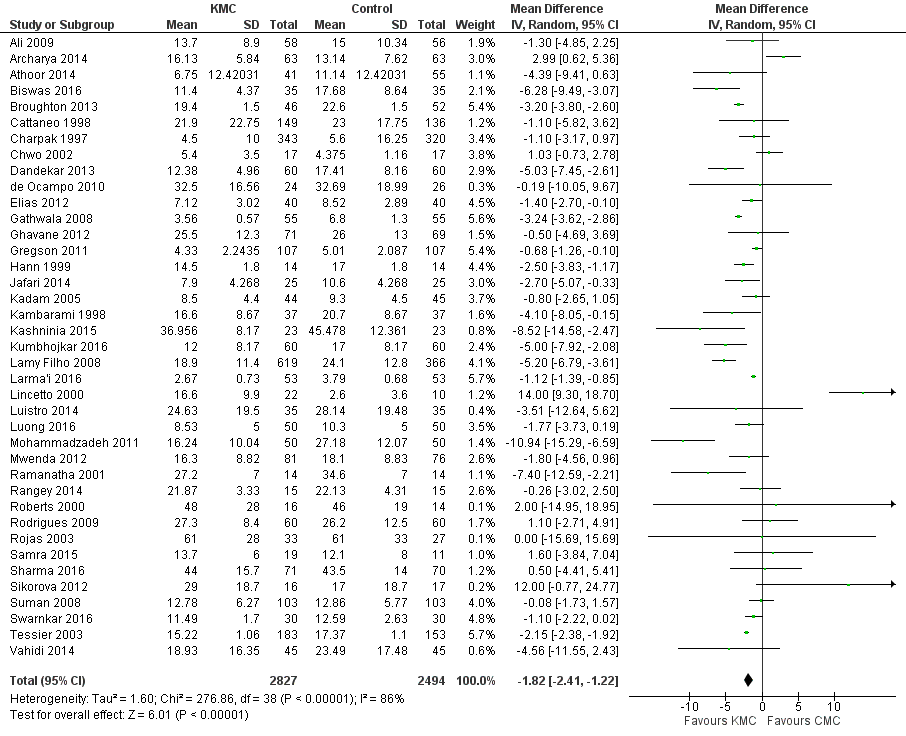 KMC Control Mean Difference Mean Difference
Study or Subgroup Mean SD Total Mean SD Total Weight IV, Random, 95% CI IV, Random, 95% CI
Ali 2009 13.7 8.9 58 15 10.34 56 1.9% -1.30 [-4.85, 2.25]
Archarya 2014 16.13 5.84 63 13.14 7.62 63 3.0% 2.99 [0.62, 5.36]
Athoor 2014 6.75 12.42031 41 11.14 12.42031 55 1.1% -4.39 [-9.41, 0.63]
Biswas 2016 11.4 4.37 35 17.68 8.64 35 2.2% -6.28 [-9.49, -3.07]
Broughton 2013 19.4 1.5 46 22.6 1.5 52 4.9% -3.20 [-3.80, -2.60]
Cattaneo 1998 21.9 22.75 149 23 17.75 136 1.1% -1.10 [-5.82, 3.62]
Charpak 1997 4.5 10 343 5.6 16.25 320 3.4% -1.10 [-3.17, 0.97]
Chwo 2002 5.4 3.5 17 4.375 1.16 17 3.7% 1.03 [-0.73, 2.78]
Dandekar 2013 12.38 4.96 60 17.41 8.16 60 2.9% -5.03 [-7.45, -2.61]
de Ocampo 2010 32.5 16.56 24 32.69 18.99 26 0.3% -0.19 [-10.05, 9.67]
Elias 2012 7.12 3.02 40 8.52 2.89 40 4.2% -1.40 [-2.70, -0.10]
Gathwala 2008 3.56 0.57 55 6.8 1.3 55 5.0% -3.24 [-3.62, -2.86]
Ghavane 2012 25.5 12.3 71 26 13 69 1.5% -0.50 [-4.69, 3.69]
Gregson 2011 4.33 2.2435 107 5.01 2.087 107 4.9% -0.68 [-1.26, -0.10]
Hann 1999 14.5 1.8 14 17 1.8 14 4.2% -2.50 [-3.83, -1.17]
Jafari 2014 7.9 4.268 25 10.6 4.268 25 3.0% -2.70 [-5.07, -0.33]
Kadam 2005 8.5 4.4 44 9.3 4.5 45 3.6% -0.80 [-2.65, 1.05]
Kambarami 1998 16.6 8.67 37 20.7 8.67 37 1.6% -4.10 [-8.05, -0.15]
Kashninia 2015 36.956 8.17 23 45.478 12.361 23 0.8% -8.52 [-14.58, -2.47]
Kumbhojkar 2016 12 8.17 60 17 8.17 60 2.4% -5.00 [-7.92, -2.08]
Lamy Filho 2008 18.9 11.4 619 24.1 12.8 366 4.1% -5.20 [-6.79, -3.61]
Larma'i 2016 2.67 0.73 53 3.79 0.68 53 5.1% -1.12 [-1.39, -0.85]
Lincetto 2000 16.6 9.9 22 2.6 3.6 10 1.2% 14.00 [9.30, 18.70]
Luistro 2014 24.63 19.5 35 28.14 19.48 35 0.4% -3.51 [-12.64, 5.62]
Luong 2016 8.53 5 50 10.3 5 50 3.5% -1.77 [-3.73, 0.19]
Mohammadzadeh 2011 16.24 10.04 50 27.18 12.07 50 1.4% -10.94 [-15.29, -6.59]
Mwenda 2012 16.3 8.82 81 18.1 8.83 76 2.6% -1.80 [-4.56, 0.96]
Ramanatha 2001 27.2 7 14 34.6 7 14 1.1% -7.40 [-12.59, -2.21]
Rangey 2014 21.87 3.33 15 22.13 4.31 15 2.6% -0.26 [-3.02, 2.50]
Roberts 2000 48 28 16 46 19 14 0.1% 2.00 [-14.95, 18.95]
Rodrigues 2009 27.3 8.4 60 26.2 12.5 60 1.7% 1.10 [-2.71, 4.91]
Rojas 2003 61 28 33 61 33 27 0.1% 0.00 [-15.69, 15.69]
Samra 2015 13.7 6 19 12.1 8 11 1.0% 1.60 [-3.84, 7.04]
Sharma 2016 44 15.7 71 43.5 14 70 1.2% 0.50 [-4.41, 5.41]
Sikorova 2012 29 18.7 16 17 18.7 17 0.2% 12.00 [-0.77, 24.77]
Suman 2008 12.78 6.27 103 12.86 5.77 103 3.8% -0.08 [-1.73, 1.57]
Swarnkar 2016 11.49 1.7 30 12.59 2.63 30 4.4% -1.10 [-2.22, 0.02]
Tessier 2003 15.22 1.06 183 17.37 1.1 153 5.1% -2.15 [-2.38, -1.92]
Vahidi 2014 18.93 16.35 45 23.49 17.48 45 0.7% -4.56 [-11.55, 2.43]
Total (95% CI) 2827 2494 100.0% -1.82 [-2.41, -1.22]
Heterogeneity: Tau² = 1.60; Chi² = 276.86, df = 38 (P < 0.00001); I² = 86%
Test for overall effect: Z = 6.01 (P < 0.00001)
-10 -5 0 5 10
Favours KMC Favours CMC